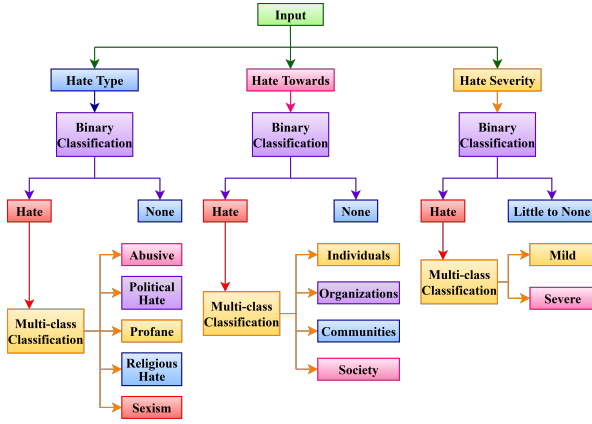 Input
Hate Type
Hate Towards
Hate Severity
Binary
Classification
Binary
Classification
Binary
Classification
Hate
None
Hate
None
Hate
Little to None
Multi-class
Classification
Abusive
Political
Hate
Profane
Religious
Hate
Sexism
Multi-class
Classification
Individuals
Organizations
Communities
Society
Multi-class
Classification
Mild
Severe